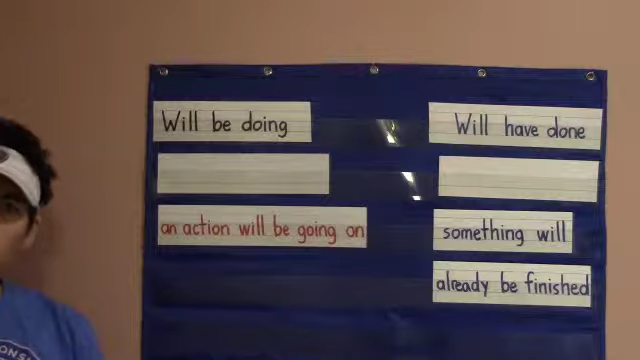 Will be doing
Will have done
an action will be going on
something will
already be finished